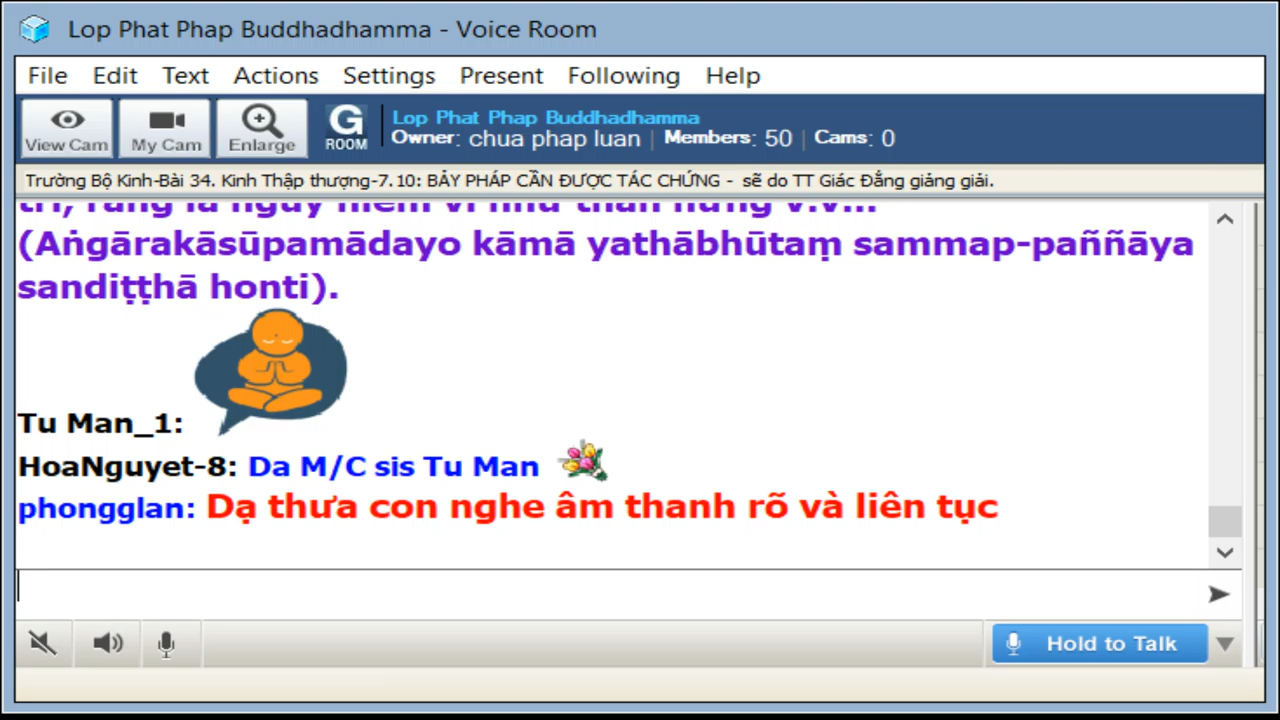 Lop Phat Phap Buddhadhamma - Voice Room
File Edit Text Actions Settings Present Following Help
View Cam My Cam Enlarge G ROOM
Lop Phat Phap Buddhadhamma
Owner: chua phap luan | Members: 50 | Cams: 0
Trường Bộ Kinh-Bài 34. Kinh Thập thượng-7.10: BẢY PHÁP CẦN ĐƯỢC TÁC CHỨNG - sẽ do TT Giác Đẳng giảng giải.
v.v...
(Aṅgārakāsūpamādayo kāmā yathābhūtaṃ sammap-paññāya
sandiṭṭhā honti).
Tu Man_1:
HoaNguyet-8: Da M/C sis Tu Man
phongglan: Dạ thưa con nghe âm thanh rõ và liên tục
Hold to Talk